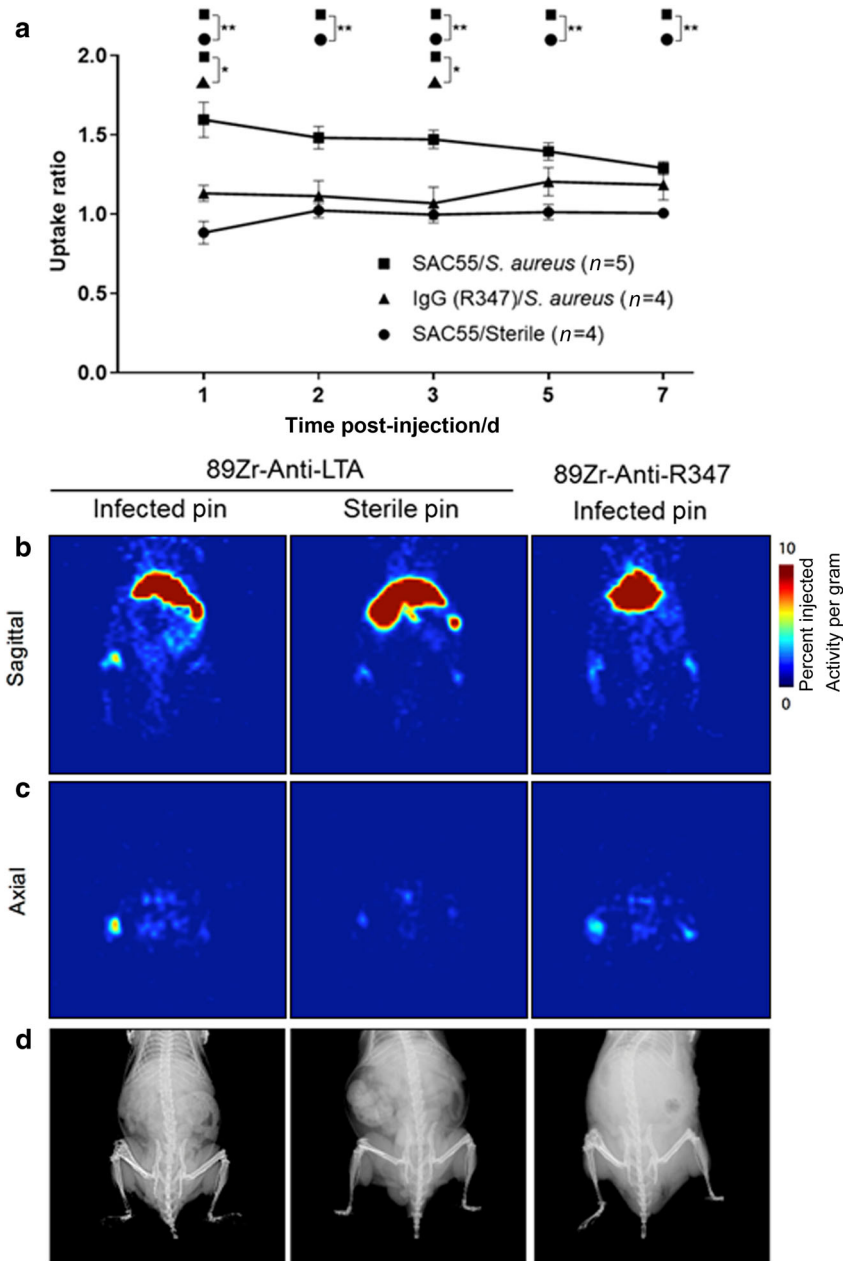 a
**
**
**
**
**
*
*
2.0
1.5
1.0
0.5
0.0
Uptake ratio
SAC55/S. aureus (n=5)
IgG (R347)/S. aureus (n=4)
SAC55/Sterile (n=4)
1 2 3 5 7
Time post-injection/d
89Zr-Anti-LTA 89Zr-Anti-R347
Infected pin Sterile pin Infected pin
b
Sagittal
10
0
Percent injected
Activity per gram
c
Axial
d